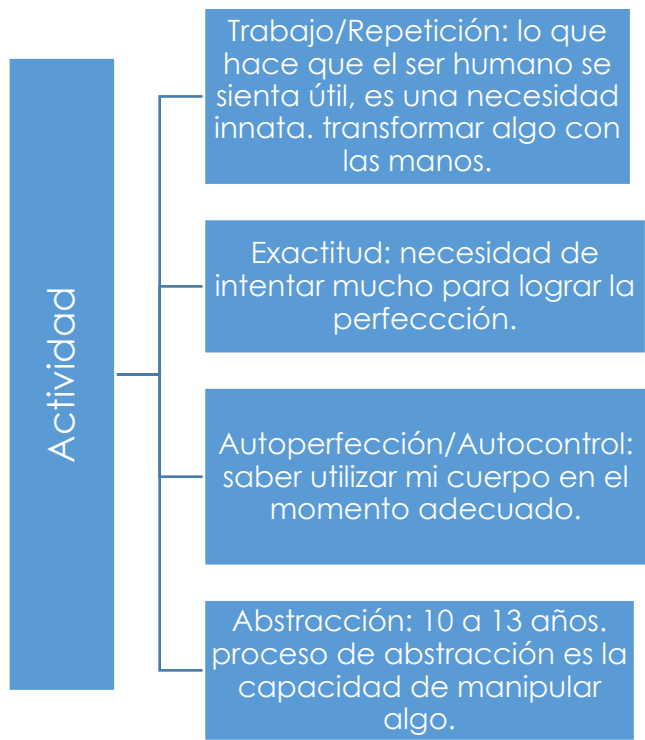 Actividad
Trabajo/Repetición: lo que
hace que el ser humano se
sienta útil, es una necesidad
innata. transformar algo con
las manos.
Exactitud: necesidad de
intentar mucho para lograr la
perfeccción.
Autoperfección/Autocontrol:
saber utilizar mi cuerpo en el
momento adecuado.
Abstracción: 10 a 13 años.
proceso de abstracción es la
capacidad de manipular
algo.